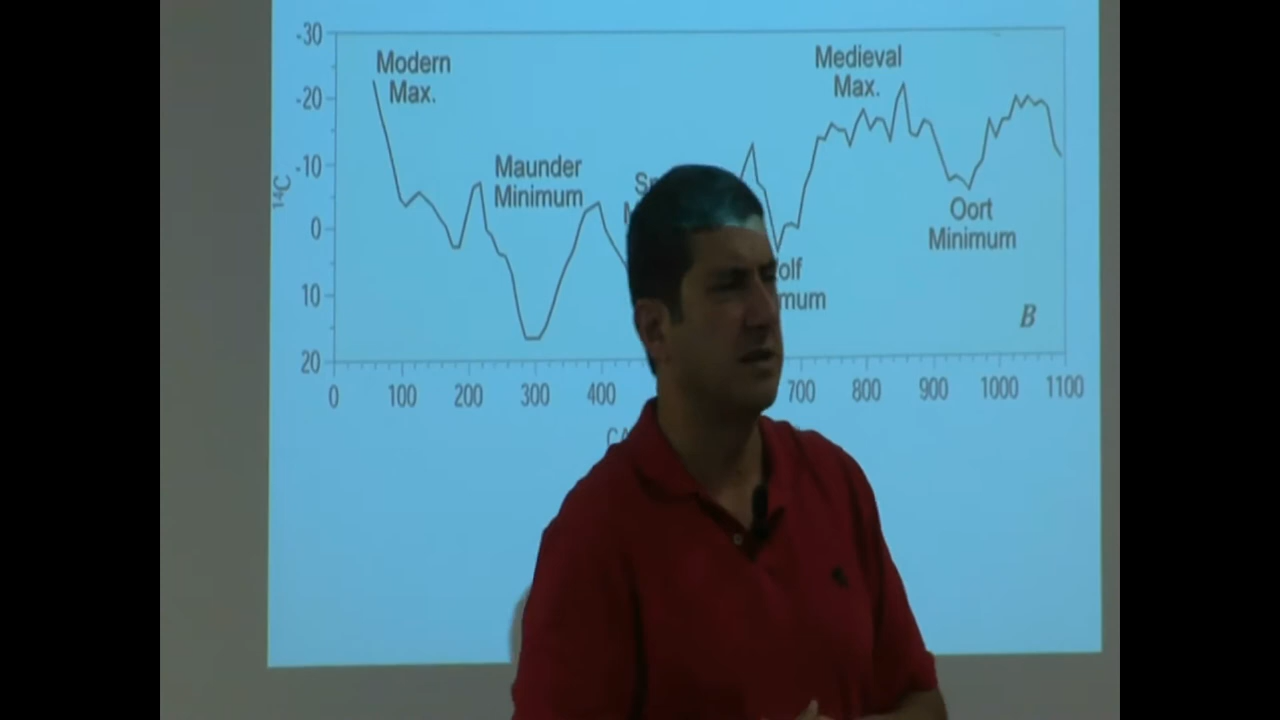 -30
Modern
Max.
Medieval
Max.
-20
-10
Maunder
Minimum
14C
0
Oort
Minimum
10
B
20
0 100 200 300 400 700 800 900 1000 1100